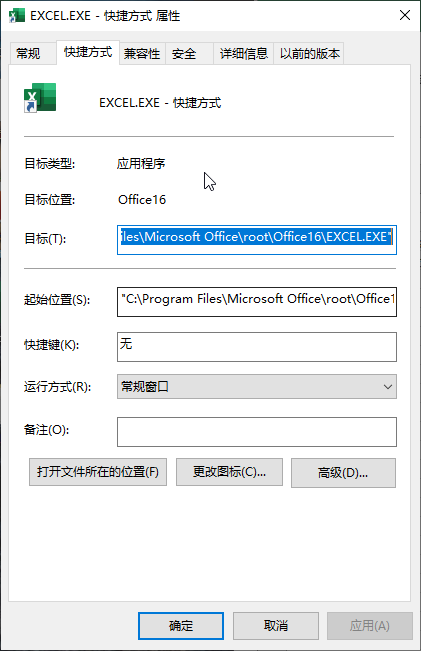 EXCEL.EXE - 快捷方式 属性
常规 快捷方式 兼容性 安全 详细信息 以前的版本
EXCEL.EXE - 快捷方式
目标类型: 应用程序
目标位置: Office16
目标(T): iles\Microsoft Office\root\Office16\EXCEL.EXE"
起始位置(S): "C:\Program Files\Microsoft Office\root\Office1
快捷键(K): 无
运行方式(R): 常规窗口
备注(O):
打开文件所在的位置(F) 更改图标(C)... 高级(D)...
确定 取消 应用(A)